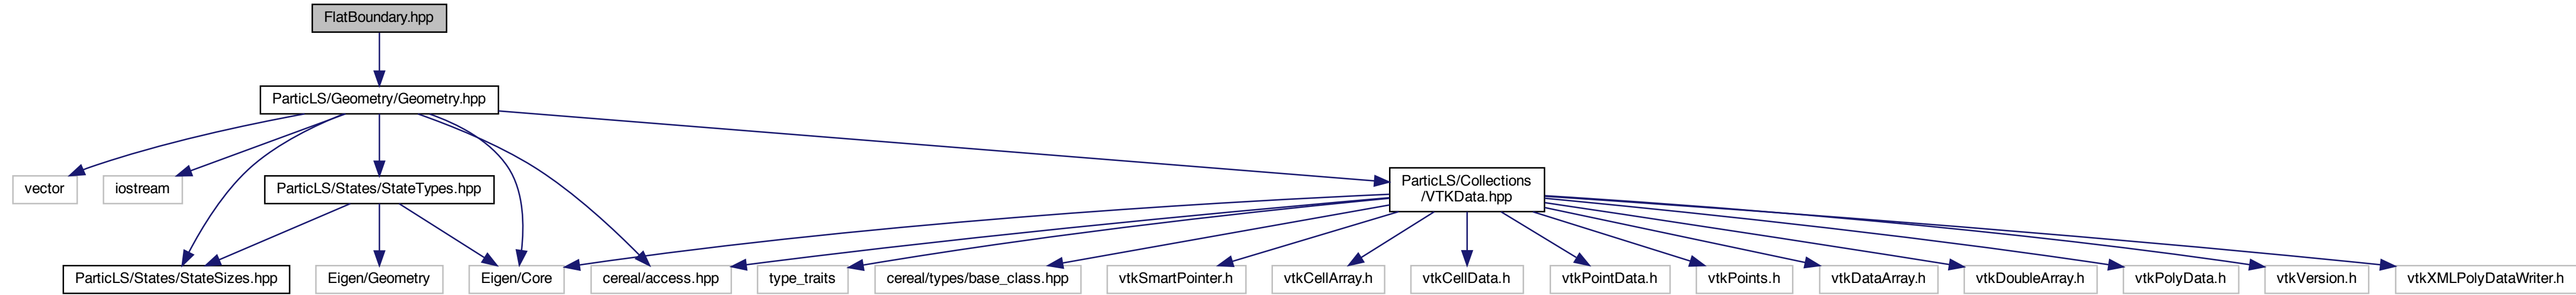 FlatBoundary.hpp
ParticLS/Geometry/Geometry.hpp
vector
iostream
ParticLS/States/StateTypes.hpp
ParticLS/Collections
/VTKData.hpp
ParticLS/States/StateSizes.hpp
Eigen/Geometry
Eigen/Core
cereal/access.hpp
type_traits
cereal/types/base_class.hpp
vtkSmartPointer.h
vtkCellArray.h
vtkCellData.h
vtkPointData.h
vtkPoints.h
vtkDataArray.h
vtkDoubleArray.h
vtkPolyData.h
vtkVersion.h
vtkXMLPolyDataWriter.h